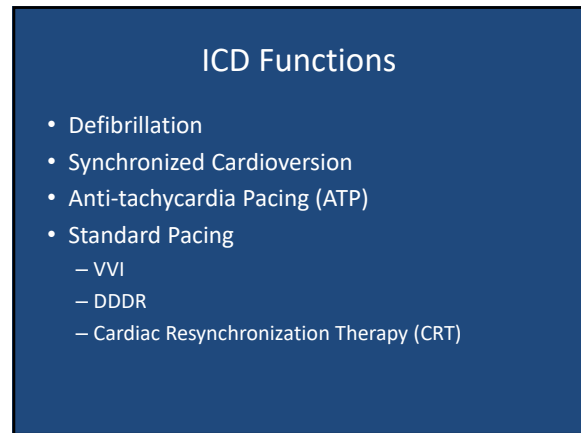 ICD Functions
• Defibrillation
• Synchronized Cardioversion
• Anti-tachycardia Pacing (ATP)
• Standard Pacing
– VVI
– DDDR
– Cardiac Resynchronization Therapy (CRT)